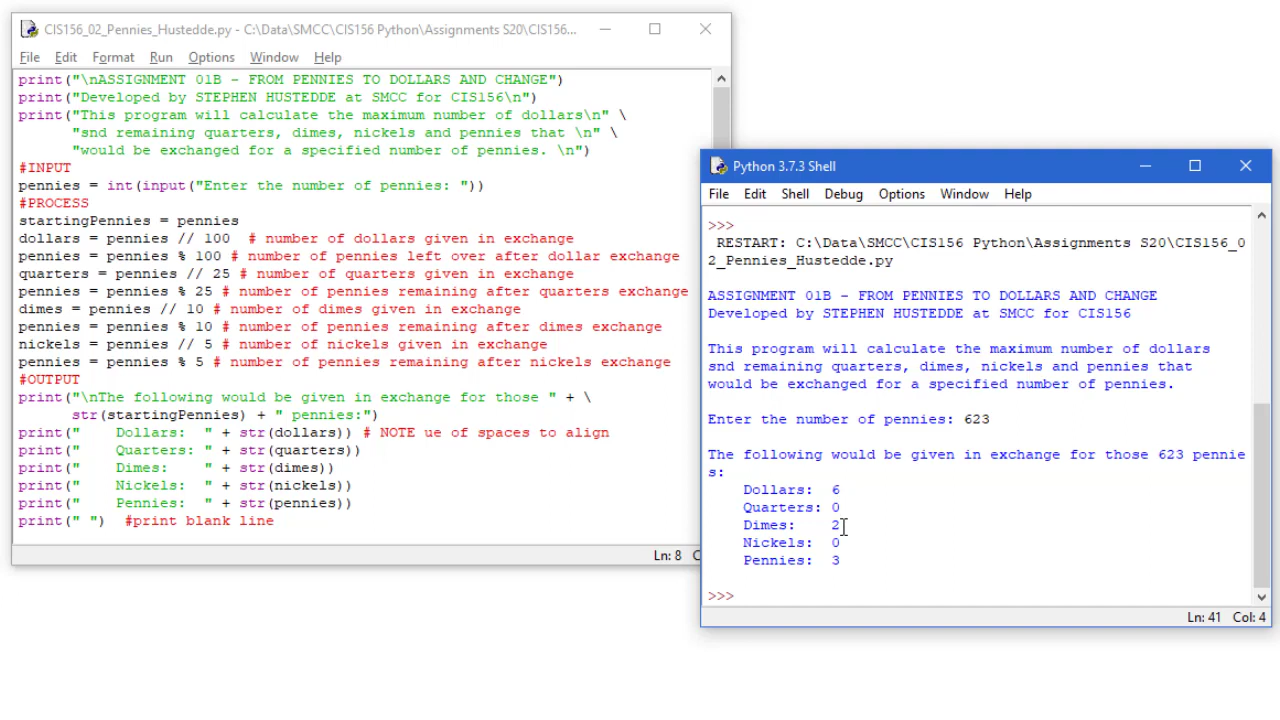 CIS156_02_Pennies_Hustedde.py - C:\Data\SMCC\CIS156 Python\Assignments S20\CIS156...
File Edit Format Run Options Window Help
print("\nASSIGNMENT 01B - FROM PENNIES TO DOLLARS AND CHANGE")
print("Developed by STEPHEN HUSTEDDE at SMCC for CIS156\n")
print("This program will calculate the maximum number of dollars\n" \
"snd remaining quarters, dimes, nickels and pennies that \n" \
"would be exchanged for a specified number of pennies. \n")
#INPUT
pennies = int(input("Enter the number of pennies: "))
#PROCESS
startingPennies = pennies
dollars = pennies // 100  # number of dollars given in exchange
pennies = pennies % 100 # number of pennies left over after dollar exchange
quarters = pennies // 25 # number of quarters given in exchange
pennies = pennies % 25 # number of pennies remaining after quarters exchange
dimes = pennies // 10 # number of dimes given in exchange
pennies = pennies % 10 # number of pennies remaining after dimes exchange
nickels = pennies // 5 # number of nickels given in exchange
pennies = pennies % 5 # number of pennies remaining after nickels exchange
#OUTPUT
print("\nThe following would be given in exchange for those " + \
str(startingPennies) + " pennies:")
print("    Dollars:  " + str(dollars)) # NOTE ue of spaces to align
print("    Quarters: " + str(quarters))
print("    Dimes:    " + str(dimes))
print("    Nickels:  " + str(nickels))
print("    Pennies:  " + str(pennies))
print(" ")  #print blank line
Ln: 8 C
Python 3.7.3 Shell
File Edit Shell Debug Options Window Help
>>>
RESTART: C:\Data\SMCC\CIS156 Python\Assignments S20\CIS156_0
2_Pennies_Hustedde.py
ASSIGNMENT 01B - FROM PENNIES TO DOLLARS AND CHANGE
Developed by STEPHEN HUSTEDDE at SMCC for CIS156
This program will calculate the maximum number of dollars
snd remaining quarters, dimes, nickels and pennies that
would be exchanged for a specified number of pennies.
Enter the number of pennies: 623
The following would be given in exchange for those 623 pennie
s:
Dollars:  6
Quarters: 0
Dimes:    2
Nickels:  0
Pennies:  3
>>>
Ln: 41 Col: 4